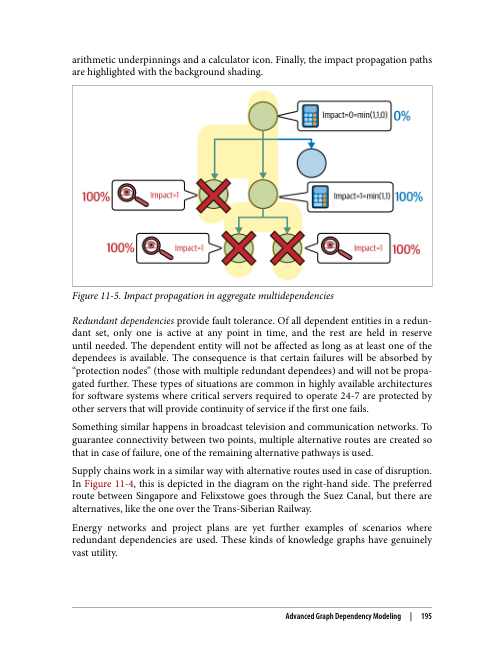 arithmetic underpinnings and a calculator icon. Finally, the impact propagation paths
are highlighted with the background shading.
Impact=0=min(1,1,0) 0%
100% Impact=1 Impact=1=min(1,1) 100%
100% Impact=1 Impact=1 100%
Figure 11-5. Impact propagation in aggregate multidependencies
Redundant dependencies provide fault tolerance. Of all dependent entities in a redun-
dant set, only one is active at any point in time, and the rest are held in reserve
until needed. The dependent entity will not be affected as long as at least one of the
dependees is available. The consequence is that certain failures will be absorbed by
“protection nodes” (those with multiple redundant dependees) and will not be propa-
gated further. These types of situations are common in highly available architectures
for software systems where critical servers required to operate 24-7 are protected by
other servers that will provide continuity of service if the first one fails.
Something similar happens in broadcast television and communication networks. To
guarantee connectivity between two points, multiple alternative routes are created so
that in case of failure, one of the remaining alternative pathways is used.
Supply chains work in a similar way with alternative routes used in case of disruption.
In Figure 11-4, this is depicted in the diagram on the right-hand side. The preferred
route between Singapore and Felixstowe goes through the Suez Canal, but there are
alternatives, like the one over the Trans-Siberian Railway.
Energy networks and project plans are yet further examples of scenarios where
redundant dependencies are used. These kinds of knowledge graphs have genuinely
vast utility.
Advanced Graph Dependency Modeling | 195